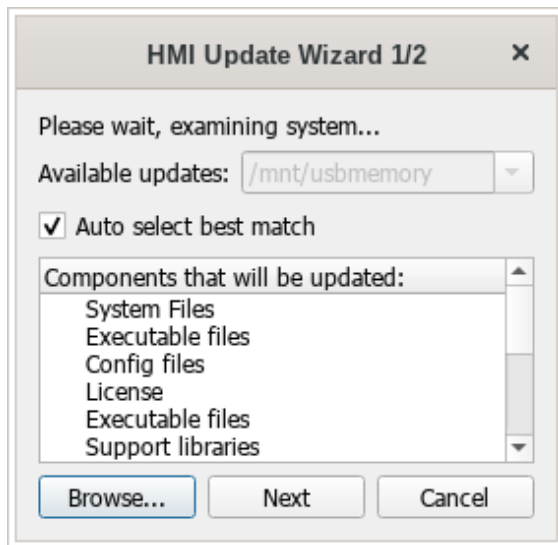 HMI Update Wizard 1/2
Please wait, examining system...
Available updates: /mnt/usbmemory
Auto select best match
Components that will be updated:
System Files
Executable files
Config files
License
Executable files
Support libraries
Browse... Next Cancel